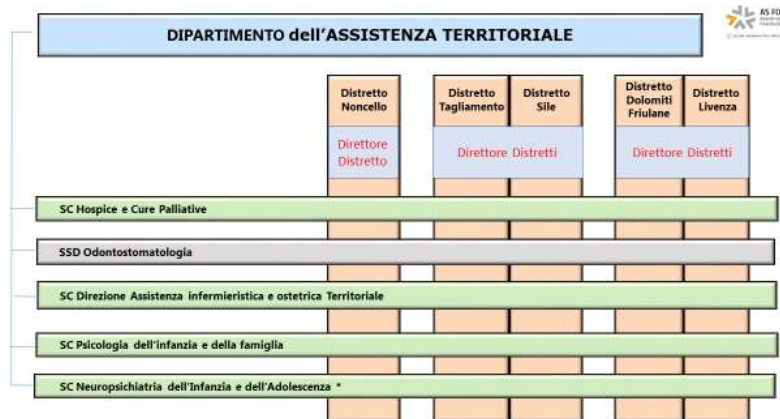 DIPARTIMENTO dell'ASSISTENZA TERRITORIALE
AS FO
Distretto
Noncello
Distretto
Tagliamento
Distretto
Sile
Distretto
Dolomiti
Friulane
Distretto
Livenza
Direttore
Distretto
Direttore Distretti
Direttore Distretti
SC Hospice e Cure Palliative
SSD Odontostomatologia
SC Direzione Assistenza infermieristica e ostetrica Territoriale
SC Psicologia dell'infanzia e della famiglia
SC Neuropsichiatria dell'Infanzia e dell'Adolescenza *